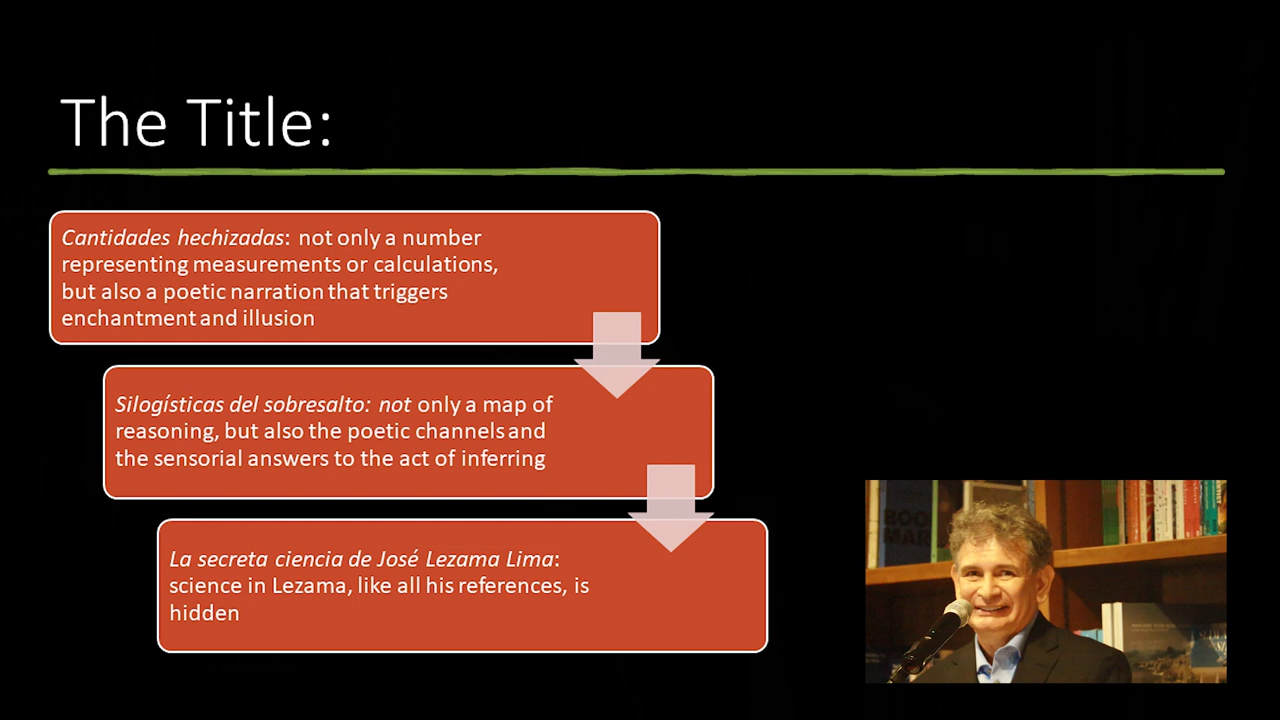 The Title:
Cantidades hechizadas: not only a number
representing measurements or calculations,
but also a poetic narration that triggers
enchantment and illusion
Silogísticas del sobresalto: not only a map of
reasoning, but also the poetic channels and
the sensorial answers to the act of inferring
La secreta ciencia de José Lezama Lima:
science in Lezama, like all his references, is
hidden
BOO
MAR